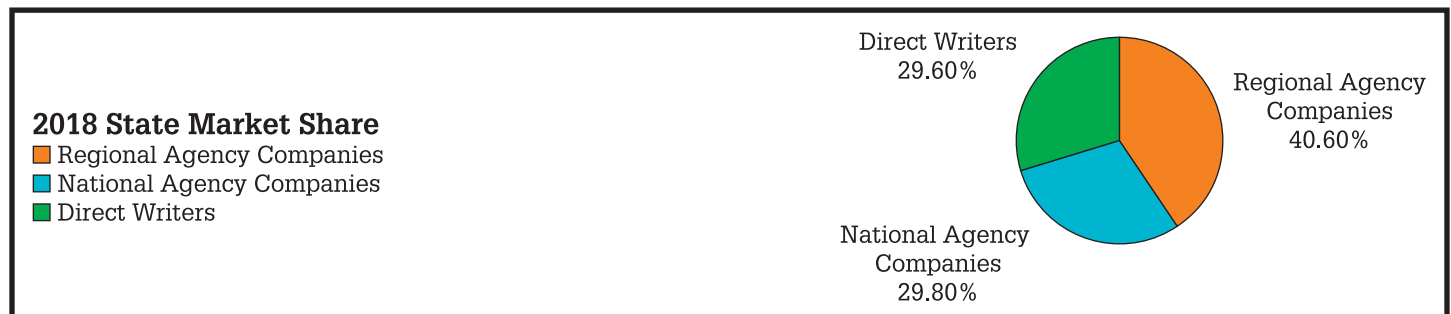 2018 State Market Share
Regional Agency Companies
National Agency Companies
Direct Writers
Direct Writers
29.60%
Regional Agency
Companies
40.60%
National Agency
Companies
29.80%